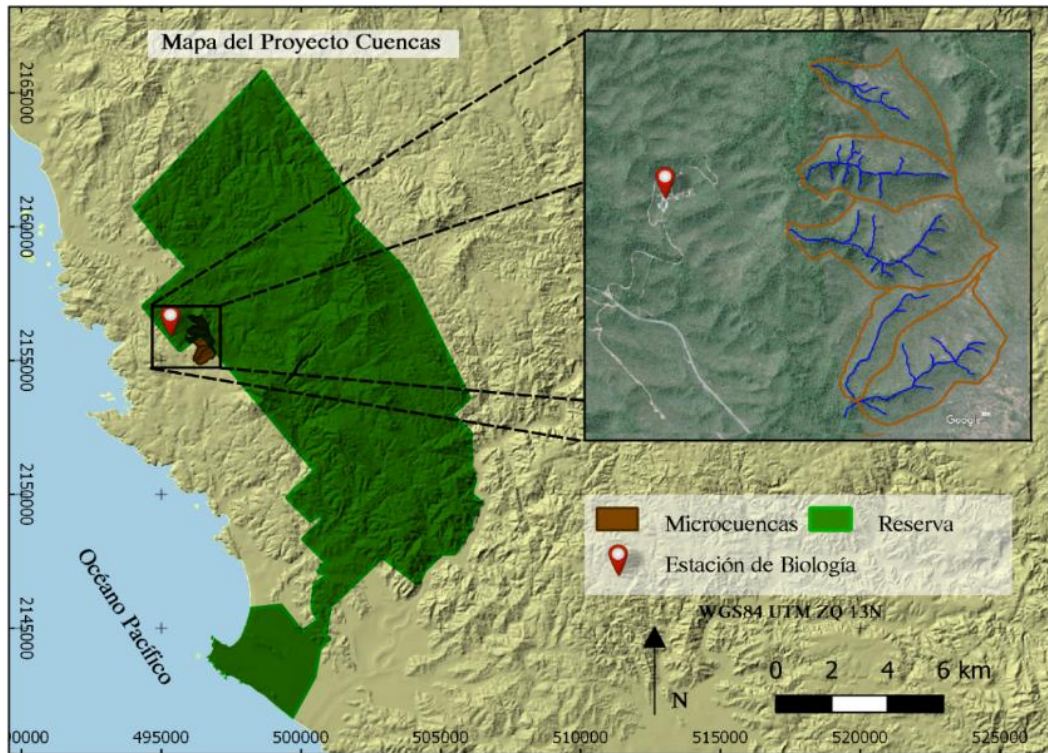 Mapa del Proyecto Cuencas
2165000
2160000
2155000
2150000
2145000
Google
Microcuencas
Reserva
Estación de Biología
Océano Pacífico
WGS84 UTM ZQ 13N
N
0 2 4 6 km
00000 495000 500000 505000 510000 515000 520000 525000